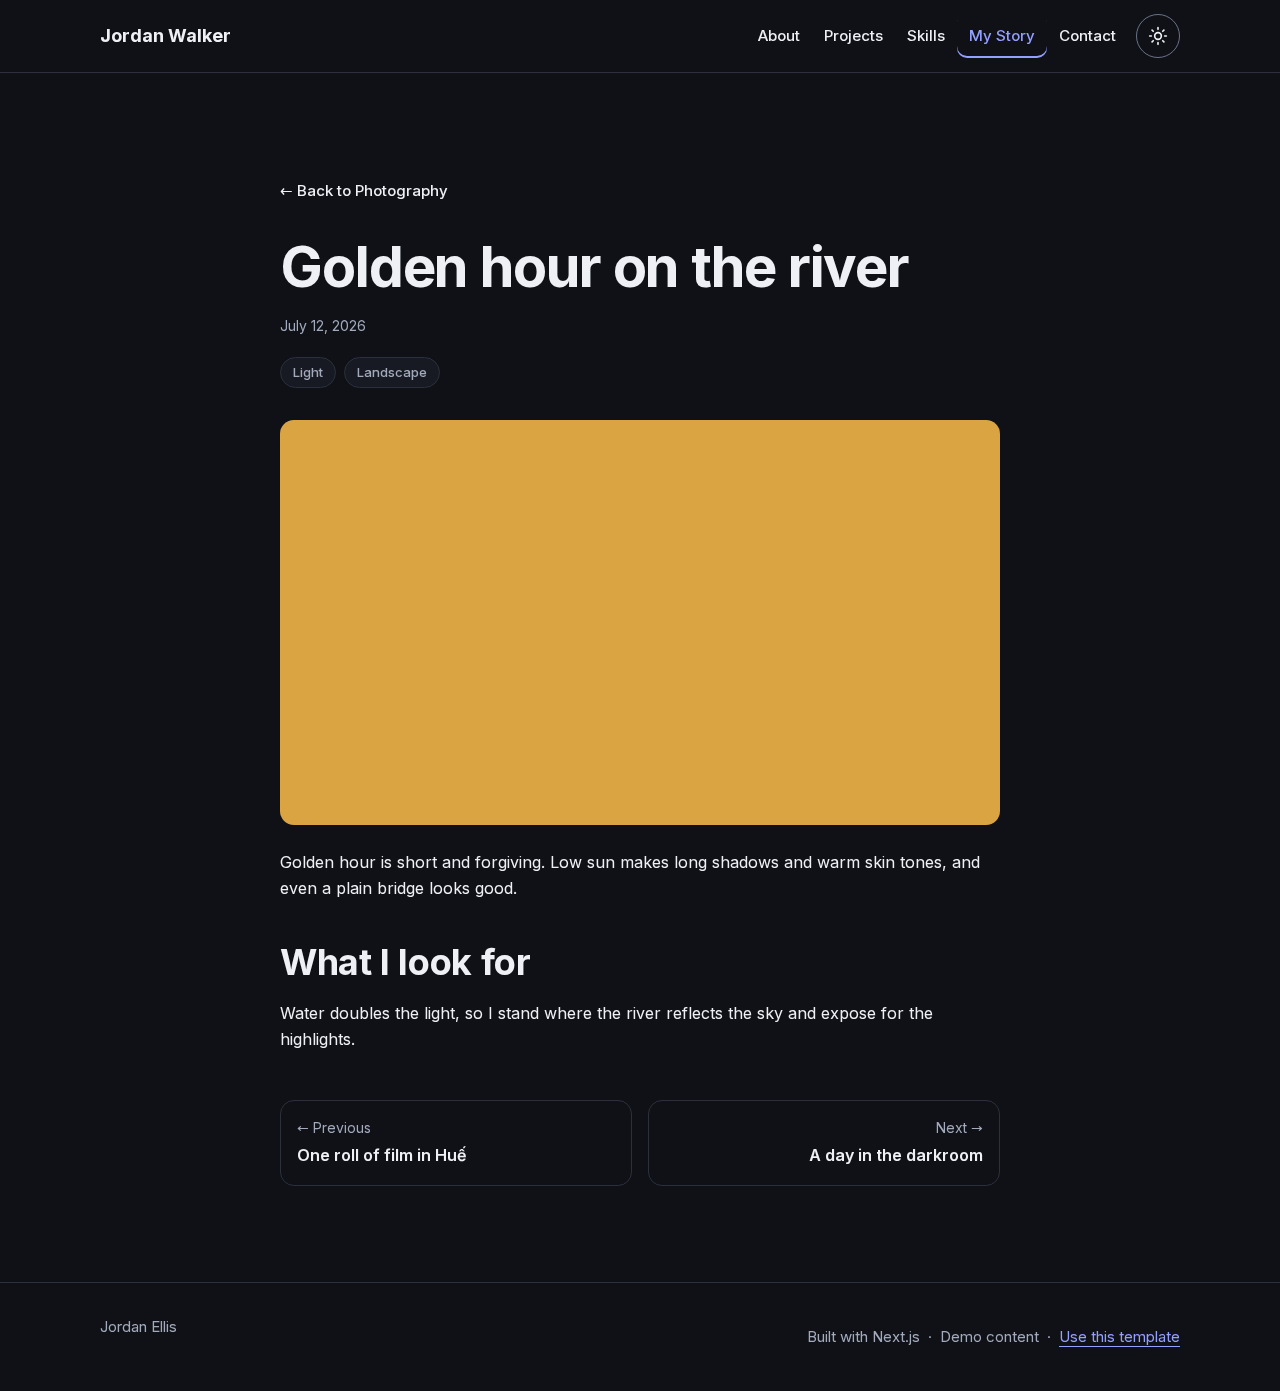 Jordan Walker
About
Projects
Skills
My Story
Contact
← Back to Photography
Golden hour on the river
July 12, 2026
Light
Landscape
Golden hour is short and forgiving. Low sun makes long shadows and warm skin tones, and
even a plain bridge looks good.
What I look for
Water doubles the light, so I stand where the river reflects the sky and expose for the
highlights.
← Previous
One roll of film in Huế
Next →
A day in the darkroom
Jordan Ellis
Built with Next.js · Demo content · Use this template